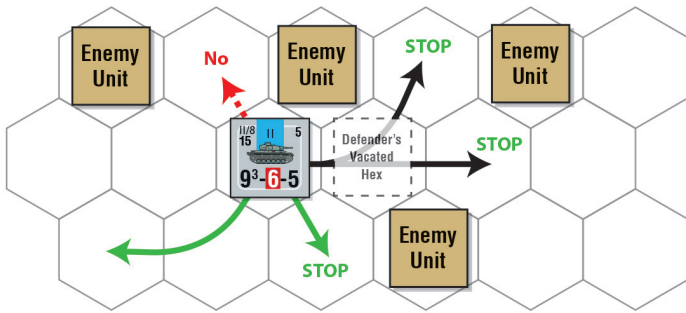 Enemy
Unit
No
Enemy
Unit
STOP
Enemy
Unit
II/8
15
II
5
9³-6-5
Defender's
Vacated
Hex
STOP
STOP
Enemy
Unit